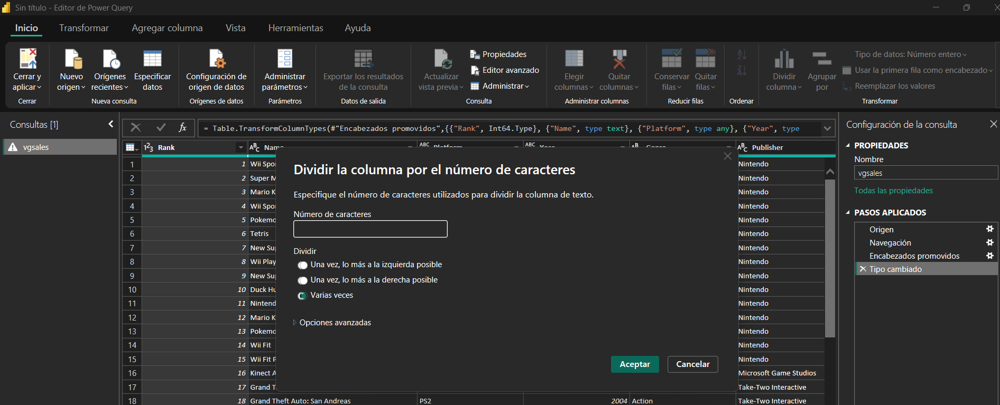 Sin título - Editor de Power Query
Inicio Transformar Agregar columna Vista Herramientas Ayuda
Cerrar y aplicar
Cerrar
Nuevo origen
Orígenes recientes
Especificar datos
Nueva consulta
Configuración de origen de datos
Orígenes de datos
Administrar parámetros
Parámetros
Exportar los resultados de la consulta
Datos de salida
Actualizar vista previa
Propiedades
Editor avanzado
Administrar
Consulta
Elegir columnas
Quitar columnas
Administrar columnas
Conservar filas
Quitar filas
Reducir filas
Ordenar
Dividir columna
Agrupar por
Tipo de datos: Número entero
Usar la primera fila como encabezado
Reemplazar los valores
Transformar
Consultas [1]
vgsales
= Table.TransformColumnTypes(#"Encabezados promovidos",{{"Rank", Int64.Type}, {"Name", type text}, {"Platform", type any}, {"Year", type
Rank Name Platform Year Genre Publisher
1 1 Wii Spo Nintendo
2 2 Super M Nintendo
3 3 Mario K Nintendo
4 4 Wii Spo Nintendo
5 5 Pokemo Nintendo
6 6 Tetris Nintendo
7 7 New Su Nintendo
8 8 Wii Play Nintendo
9 9 New Su Nintendo
10 10 Duck Hu Nintendo
11 11 Nintend Nintendo
12 12 Mario K Nintendo
13 13 Pokemo Nintendo
14 14 Wii Fit Nintendo
15 15 Wii Fit P Nintendo
16 16 Kinect A Microsoft Game Studios
17 17 Grand T Take-Two Interactive
18 18 Grand Theft Auto: San Andreas PS2 2004 Action Take-Two Interactive
Dividir la columna por el número de caracteres
Especifique el número de caracteres utilizados para dividir la columna de texto.
Número de caracteres
Dividir
Una vez, lo más a la izquierda posible
Una vez, lo más a la derecha posible
Varias veces
Opciones avanzadas
Aceptar Cancelar
Configuración de la consulta
PROPIEDADES
Nombre
vgsales
Todas las propiedades
PASOS APLICADOS
Origen
Navegación
Encabezados promovidos
Tipo cambiado